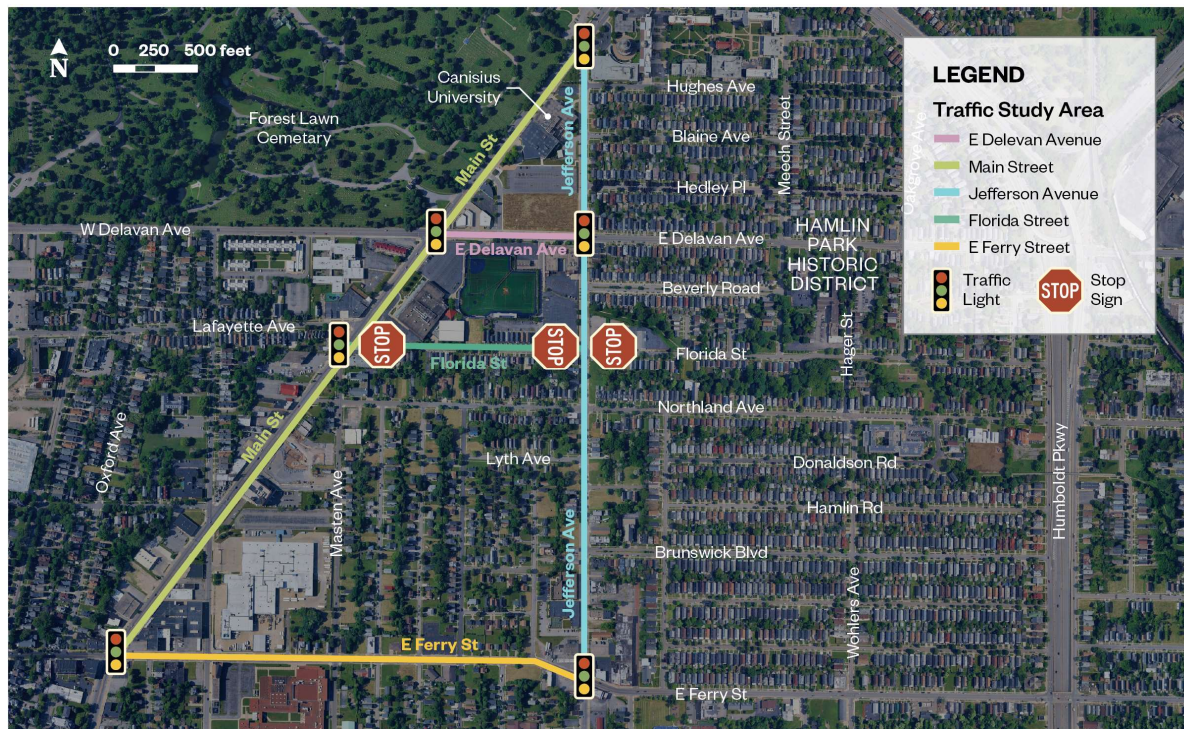 N
0 250 500 feet
Canisius
University
Forest Lawn
Cemetary
Main St
Jefferson Ave
Hughes Ave
Blaine Ave
Meech Street
Hedley Pl
Oakgrove Ave
W Delavan Ave
E Delavan Ave
E Delavan Ave
HAMLIN
PARK
HISTORIC
DISTRICT
Beverly Road
Lafayette Ave
STOP
STOP
STOP
Florida St
Florida St
Hager St
Northland Ave
Main St
Oxford Ave
Masten Ave
Lyth Ave
Donaldson Rd
Hamlin Rd
Humboldt Pkwy
Jefferson Ave
Brunswick Blvd
Wohlers Ave
E Ferry St
E Ferry St
LEGEND
Traffic Study Area
E Delevan Avenue
Main Street
Jefferson Avenue
Florida Street
E Ferry Street
Traffic
Light
STOP
Stop
Sign